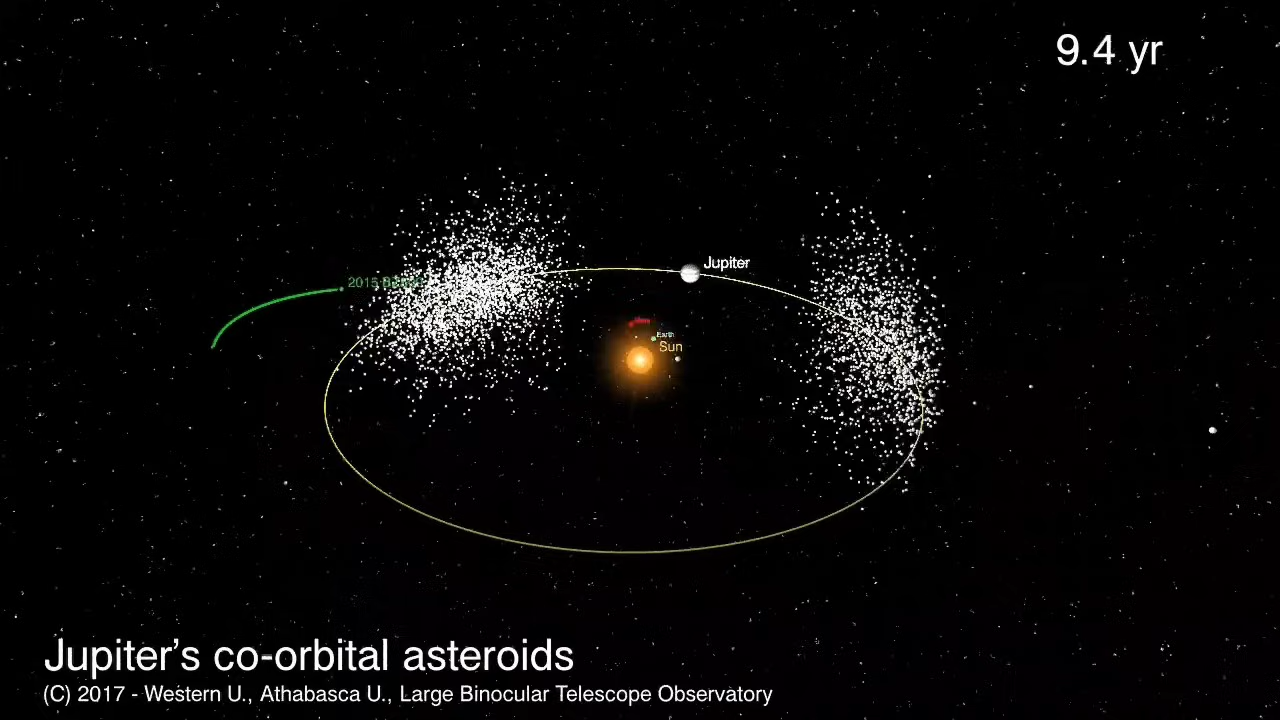 9.4 yr
Jupiter
Earth
Sun
Jupiter's co-orbital asteroids
(C) 2017 - Western U., Athabasca U., Large Binocular Telescope Observatory